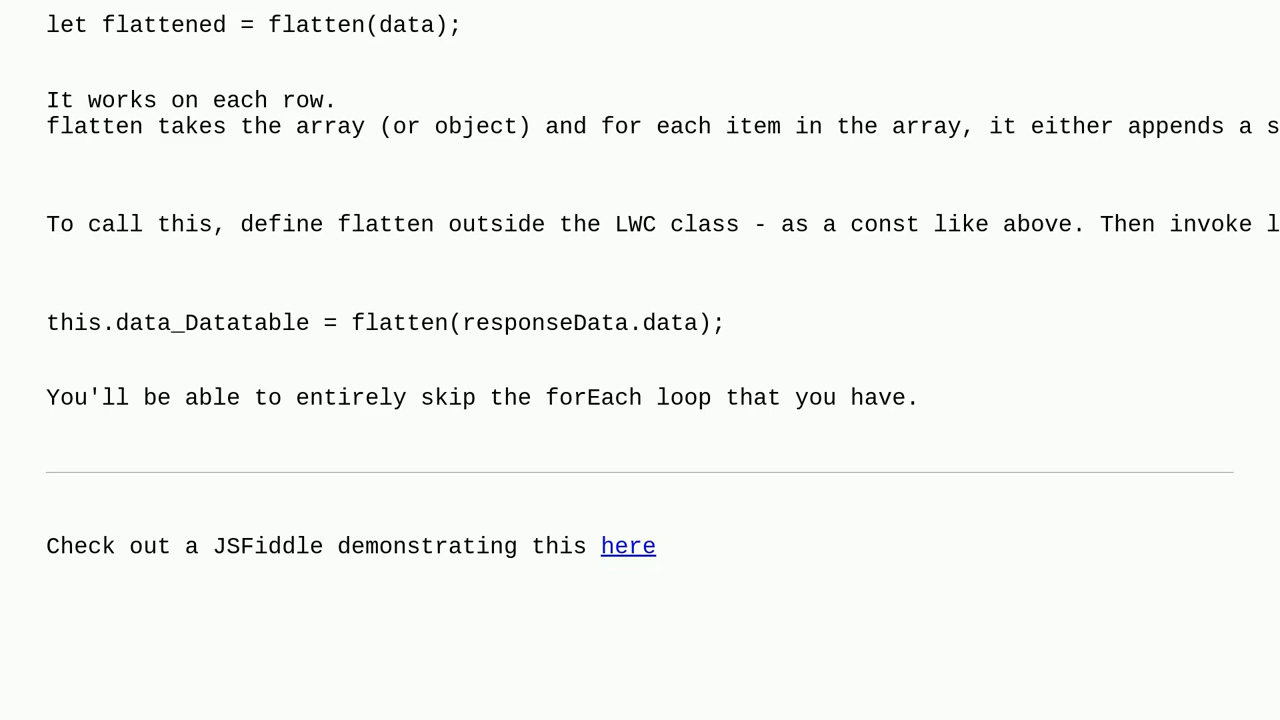 let flattened = flatten(data);
It works on each row.
flatten takes the array (or object) and for each item in the array, it either appends a s
To call this, define flatten outside the LWC class - as a const like above. Then invoke l
this.data_Datatable = flatten(responseData.data);
You'll be able to entirely skip the forEach loop that you have.
Check out a JSFiddle demonstrating this here